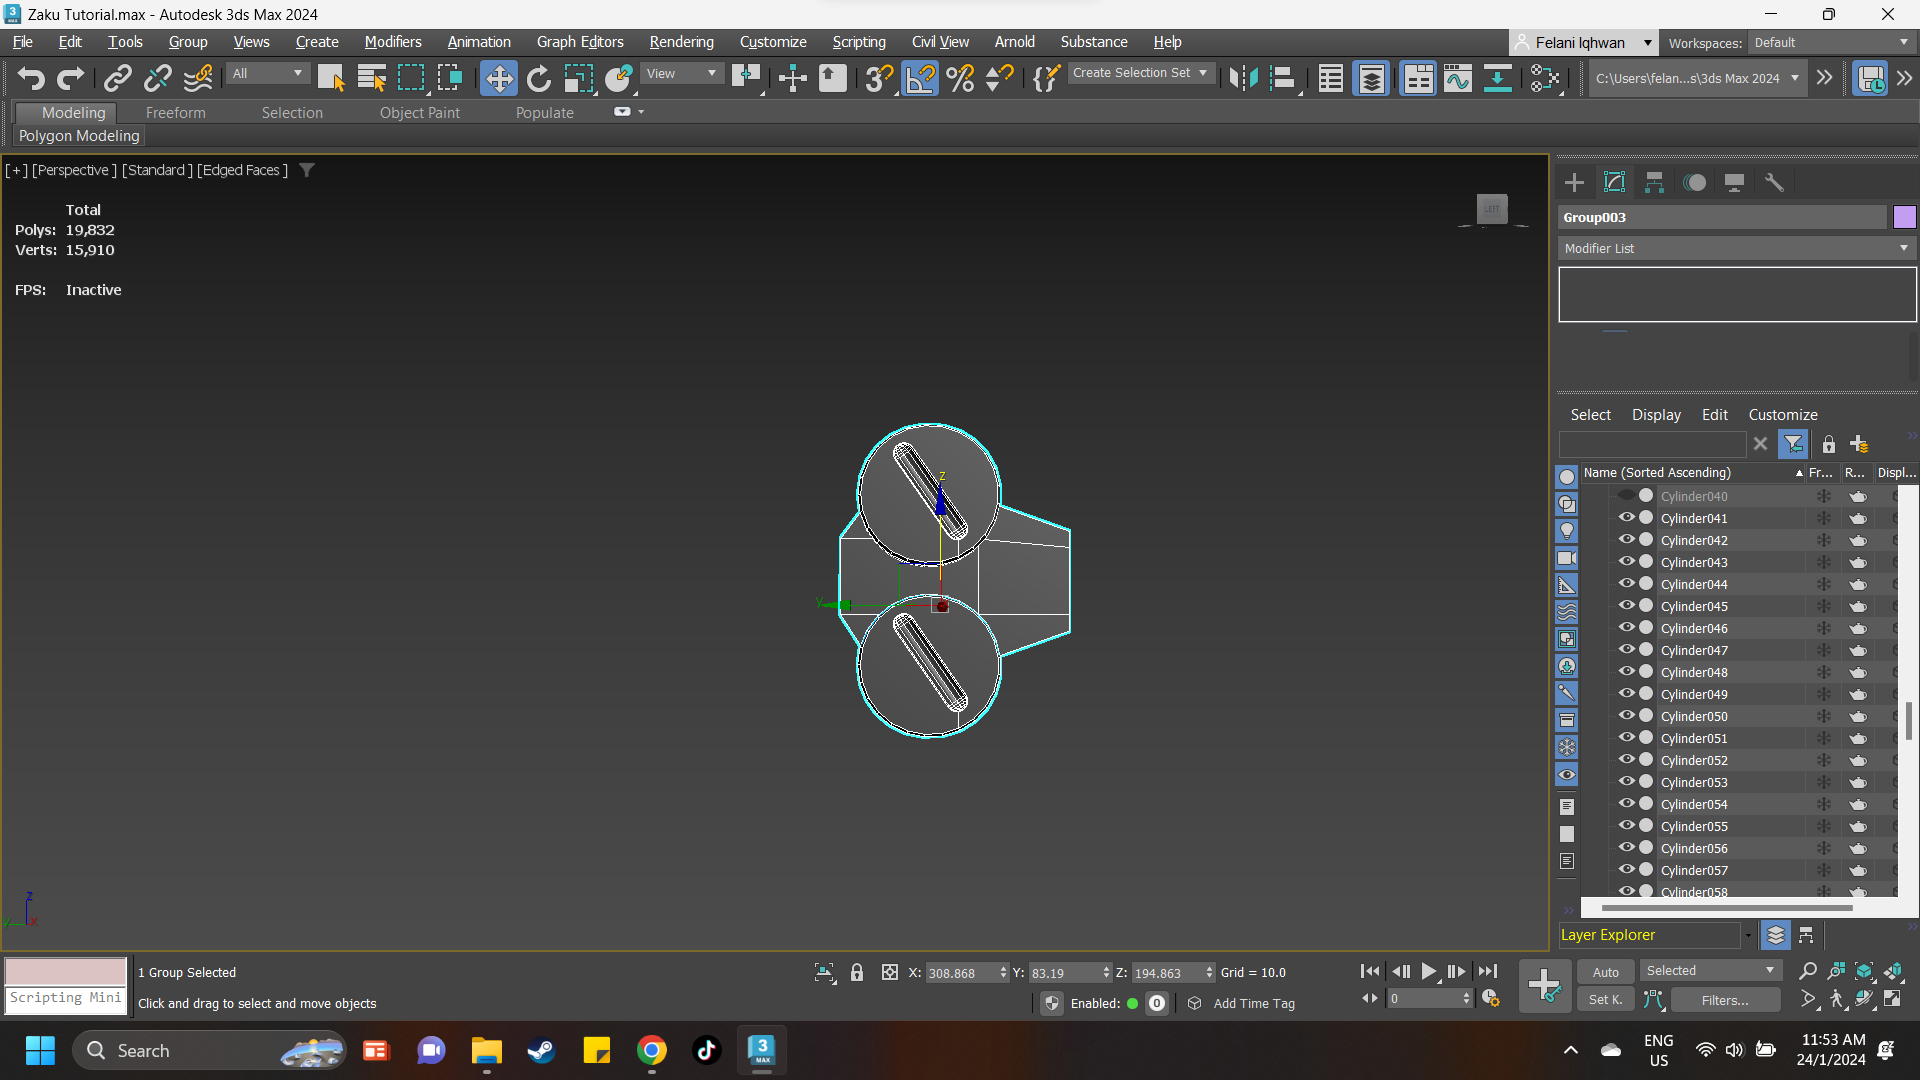 Zaku Tutorial.max - Autodesk 3ds Max 2024
File Edit Tools Group Views Create Modifiers Animation Graph Editors Rendering Customize Scripting Civil View Arnold Substance Help
Felani Iqhwan Workspaces: Default
All View Create Selection Set C:\Users\felan...s\3ds Max 2024
Modeling Freeform Selection Object Paint Populate
Polygon Modeling
[+] [Perspective ] [Standard ] [Edged Faces ]
Total
Polys: 19,832
Verts: 15,910
FPS: Inactive
LEFT
Group003
Modifier List
Select Display Edit Customize
Name (Sorted Ascending) Fr... R... Displ...
Cylinder040
Cylinder041
Cylinder042
Cylinder043
Cylinder044
Cylinder045
Cylinder046
Cylinder047
Cylinder048
Cylinder049
Cylinder050
Cylinder051
Cylinder052
Cylinder053
Cylinder054
Cylinder055
Cylinder056
Cylinder057
Cylinder058
z
y
z
y x
Layer Explorer
1 Group Selected
X: 308.868 Y: 83.19 Z: 194.863 Grid = 10.0
Auto Selected
Scripting Mini
Click and drag to select and move objects
Enabled: 0 Add Time Tag
0
Set K. Filters...
Search
3 MAX
ENG
US
11:53 AM
24/1/2024